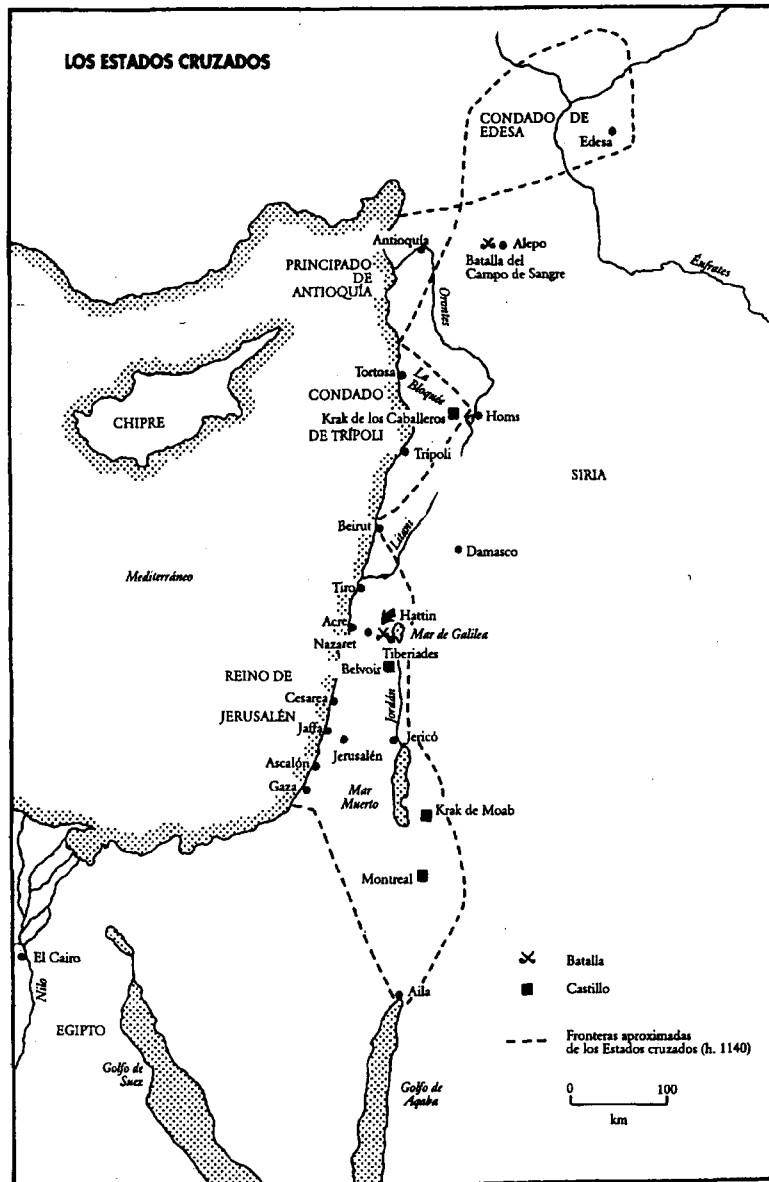 LOS ESTADOS CRUZADOS
CONDADO DE
EDESA
Edesa
Antioquía
Alepo
Batalla del
Campo de Sangre
Éufrates
PRINCIPADO
DE
ANTIOQUÍA
Orontes
Tortosa
La
Bloquée
CONDADO
CHIPRE
Krak de los Caballeros
Homs
DE TRÍPOLI
Trípoli
SIRIA
Beirut
Litani
Damasco
Mediterráneo
Tiro
Hattin
Acre
Mar de Galilea
Nazaret
Tiberíades
Belvoir
REINO DE
Cesarea
Jordán
JERUSALÉN
Jaffa
Jericó
Jerusalén
Ascalón
Mar
Muerto
Gaza
Krak de Moab
Montreal
El Cairo
Nilo
Batalla
Castillo
Aila
EGIPTO
Fronteras aproximadas
de los Estados cruzados (h. 1140)
Golfo de
Suez
Golfo de
Aqaba
0 100
km